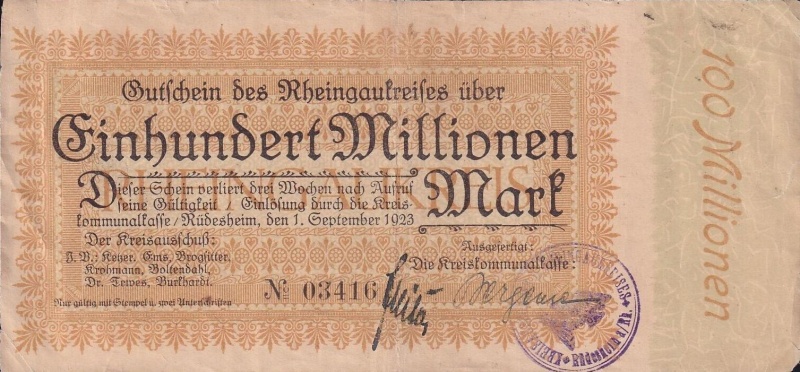 Gutschein des Rheingaukreises über
Einhundert Millionen
Mark
Dieser Schein verliert drei Wochen nach Aufruf
seine Gültigkeit / Einlösung durch die Kreis-
kommunalkasse / Rüdesheim, den 1. September 1923
Der Kreisausschuß:
J. V.: Keyzer, Ems, Brogsitter,
Krohmann, Boltendahl,
Dr. Tewes, Burkhardt.
Nur gültig mit Stempel u. zwei Unterschriften
№ 03416
Ausgefertigt:
Die Kreiskommunalkasse:
100 Millionen